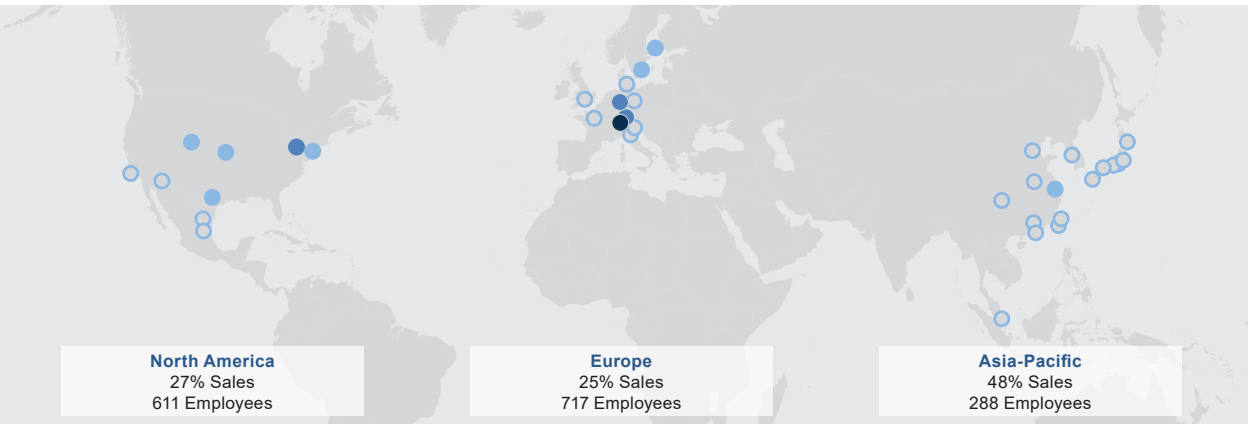 North America
27% Sales
611 Employees
Europe
25% Sales
717 Employees
Asia-Pacific
48% Sales
288 Employees